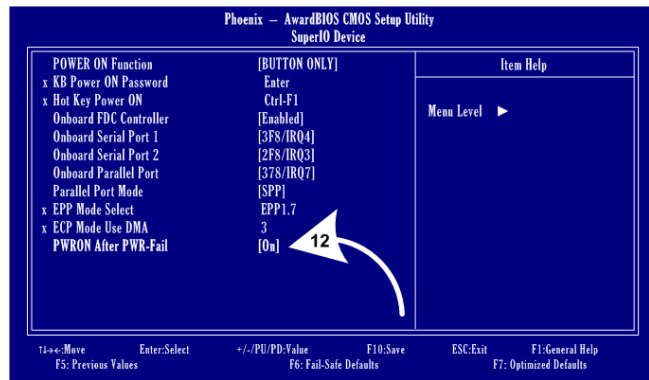 Phoenix – AwardBIOS CMOS Setup Utility
SuperIO Device
POWER ON Function [BUTTON ONLY] Item Help
x KB Power ON Password Enter
x Hot Key Power ON Ctrl-F1
Menu Level ►
Onboard FDC Controller [Enabled]
Onboard Serial Port 1 [3F8/IRQ4]
Onboard Serial Port 2 [2F8/IRQ3]
Onboard Parallel Port [378/IRQ7]
Parallel Port Mode [SPP]
x EPP Mode Select EPP1.7
x ECP Mode Use DMA 3
PWRON After PWR-Fail [On] 12
↑↓→←:Move Enter:Select +/-/PU/PD:Value F10:Save ESC:Exit F1:General Help
F5: Previous Values F6: Fail-Safe Defaults F7: Optimized Defaults